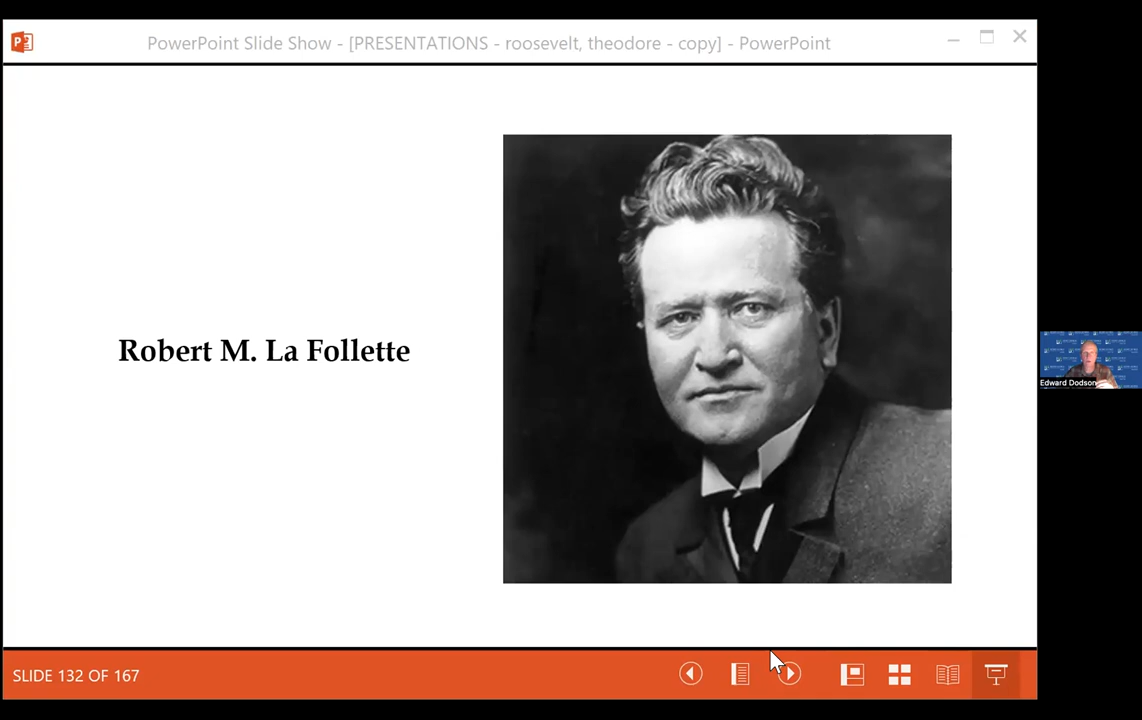 PowerPoint Slide Show - [PRESENTATIONS - roosevelt, theodore - copy] - PowerPoint
Robert M. La Follette
Edward Dodson
SLIDE 132 OF 167